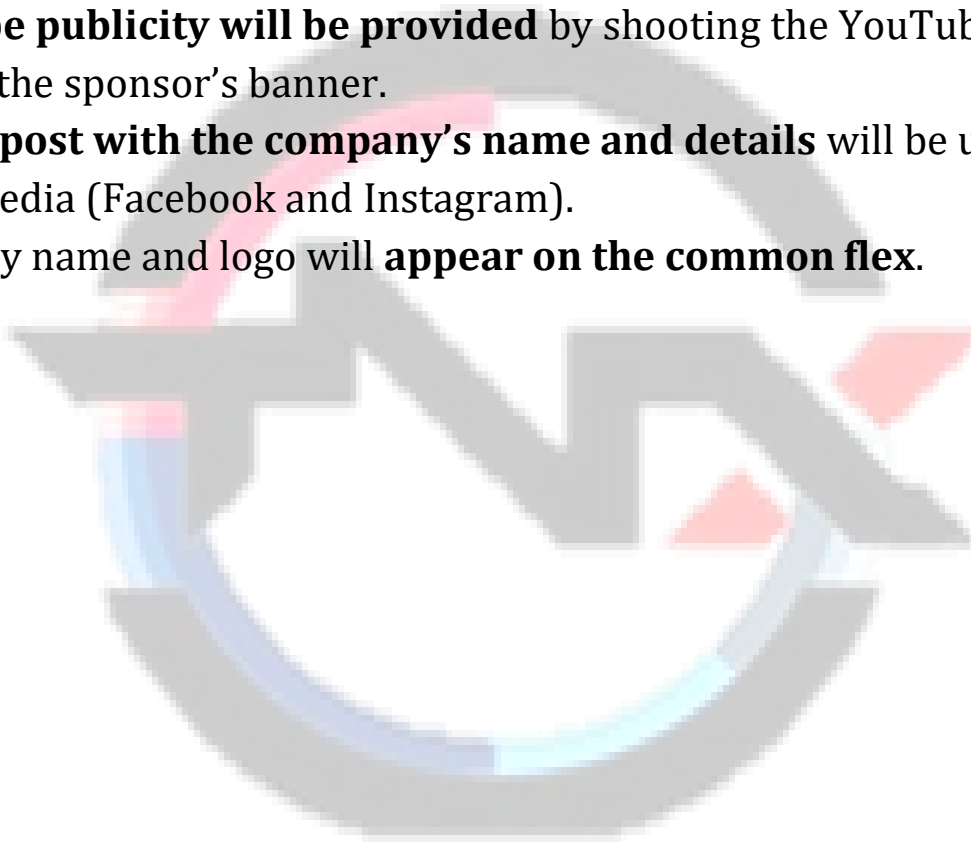 be publicity will be provided by shooting the YouTub
the sponsor’s banner.
post with the company’s name and details will be u
edia (Facebook and Instagram).
y name and logo will appear on the common flex.
TNX